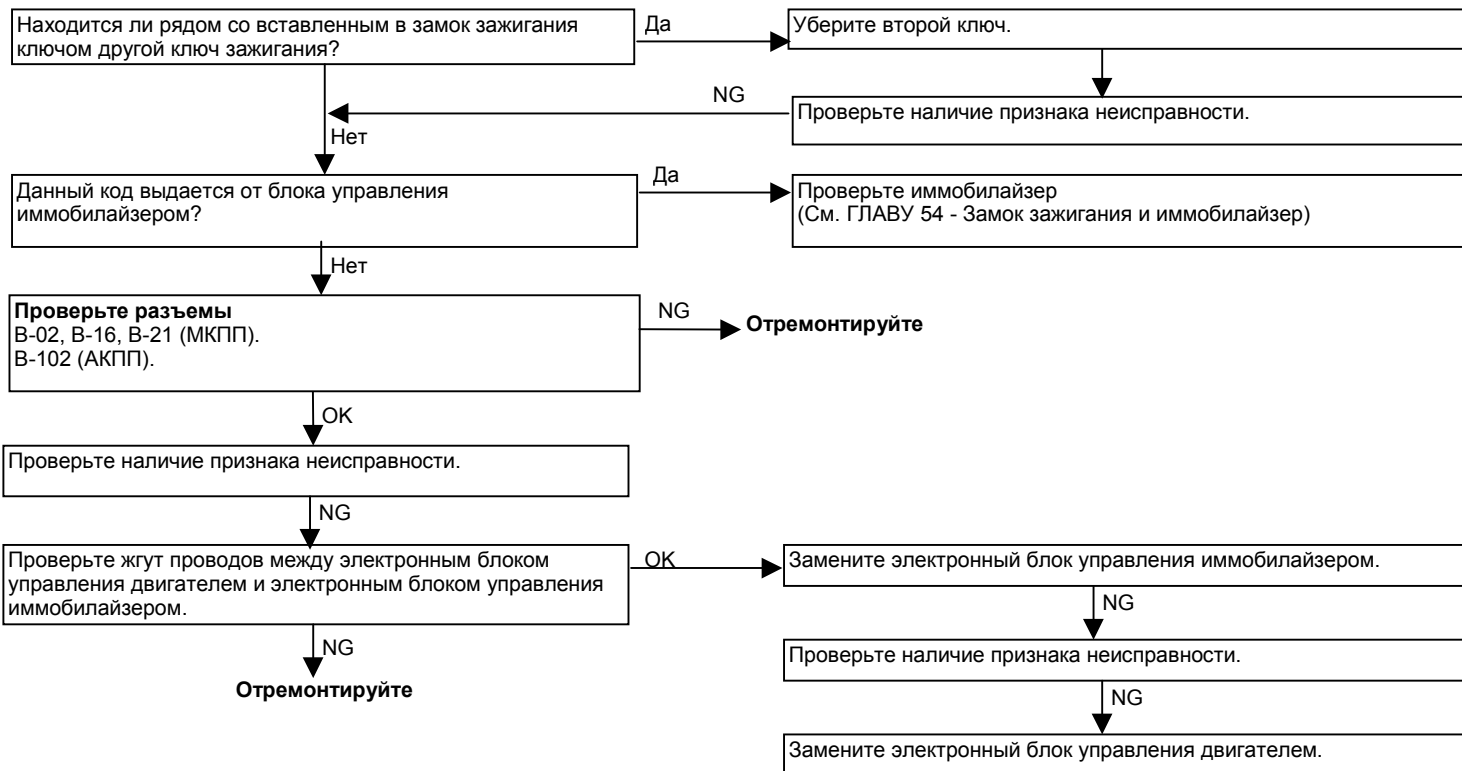 Находится ли рядом со вставленным в замок зажигания
ключом другой ключ зажигания?
Да
Уберите второй ключ.
NG
Проверьте наличие признака неисправности.
Нет
Данный код выдается от блока управления
иммобилайзером?
Да
Проверьте иммобилайзер
(См. ГЛАВУ 54 - Замок зажигания и иммобилайзер)
Нет
Проверьте разъемы
В-02, В-16, В-21 (МКПП).
В-102 (АКПП).
NG
Отремонтируйте
OK
Проверьте наличие признака неисправности.
NG
Проверьте жгут проводов между электронным блоком
управления двигателем и электронным блоком управления
иммобилайзером.
OK
Замените электронный блок управления иммобилайзером.
NG
NG
Проверьте наличие признака неисправности.
Отремонтируйте
NG
Замените электронный блок управления двигателем.